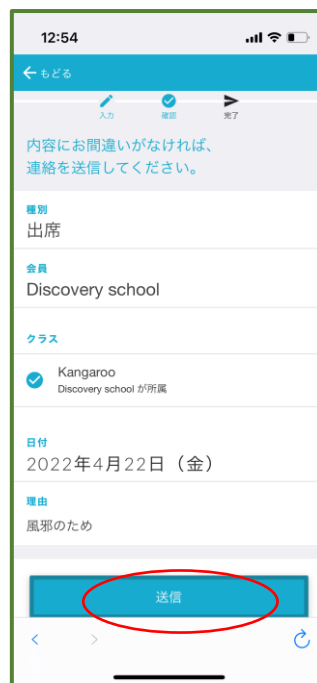 12:54
もどる
入力 確認 完了
内容にお間違いがなければ、
連絡を送信してください。
種別
出席
会員
Discovery school
クラス
Kangaroo
Discovery school が所属
日付
2022年4月22日（金）
理由
風邪のため
送信